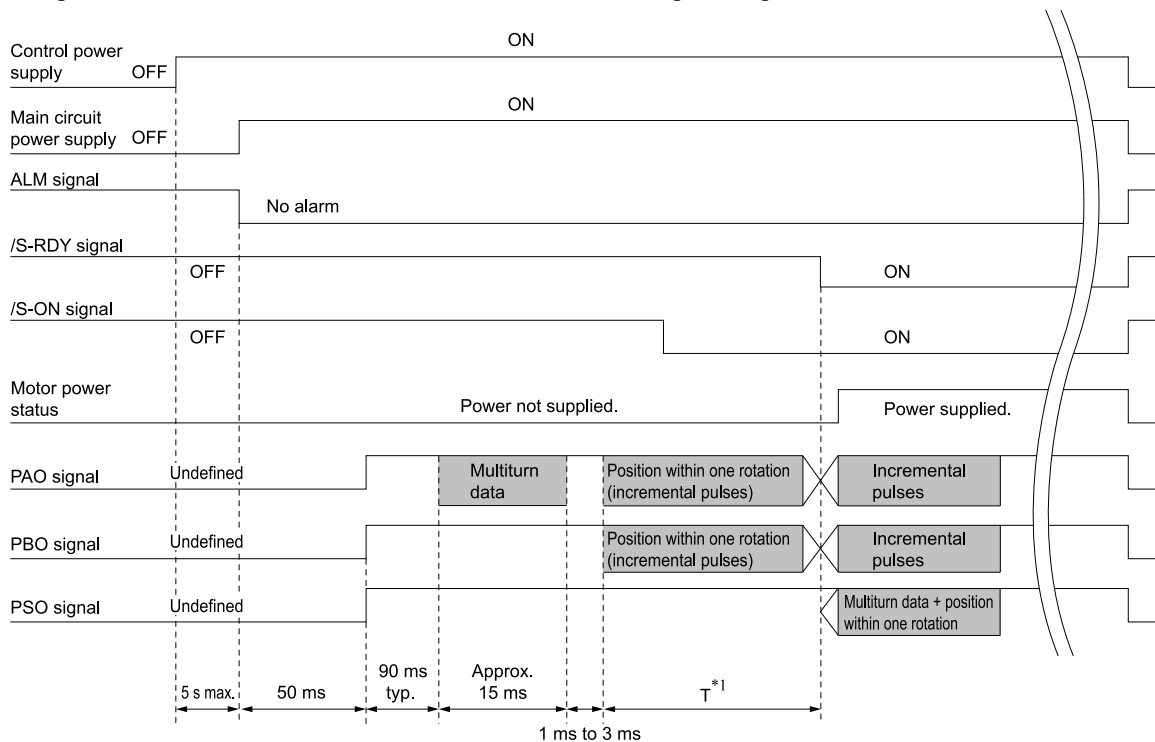 ON
Control power
supply OFF
ON
Main circuit
power supply OFF
ALM signal
No alarm
/S-RDY signal
OFF ON
/S-ON signal
OFF ON
Motor power
status
Power not supplied. Power supplied.
PAO signal Undefined
Multiturn
data
Position within one rotation
(incremental pulses)
Incremental
pulses
PBO signal Undefined
Position within one rotation
(incremental pulses)
Incremental
pulses
PSO signal Undefined
Multiturn data + position
within one rotation
5 s max.
50 ms
90 ms
typ.
Approx.
15 ms
T*1
1 ms to 3 ms